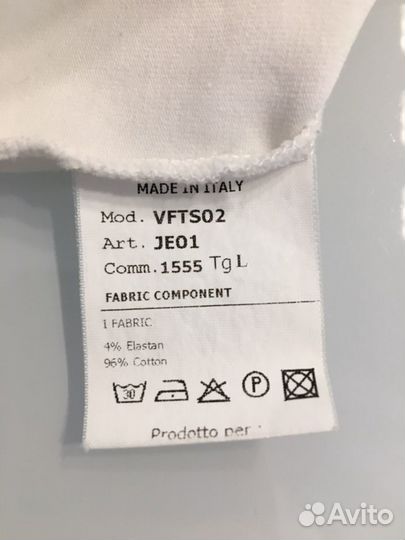 MADE IN ITALY
Mod. VFTS02
Art. JE01
Comm. 1555 Tg L
FABRIC COMPONENT
1 FABRIC
4% Elastan
96% Cotton
30 P
Prodotto per :
Avito